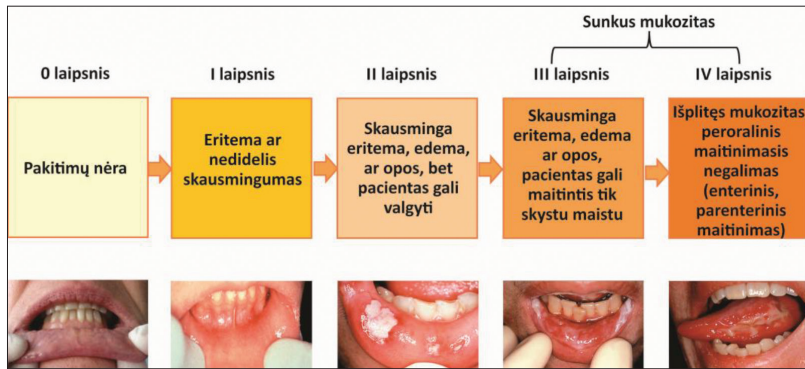 Sunkus mukozitas
0 laipsnis
I laipsnis
II laipsnis
III laipsnis
IV laipsnis
Pakitimų nėra
Eritema ar
nedidelis
skausmingumas
Skausminga
eritema, edema,
ar opos, bet
pacientas gali
valgyti
Skausminga
eritema, edema
ar opos,
pacientas gali
maitintis tik
skystu maistu
Išplitęs mukozitas,
peroralinis
maitinimasis
negalimas
(enterinis,
parenterinis
maitinimas)